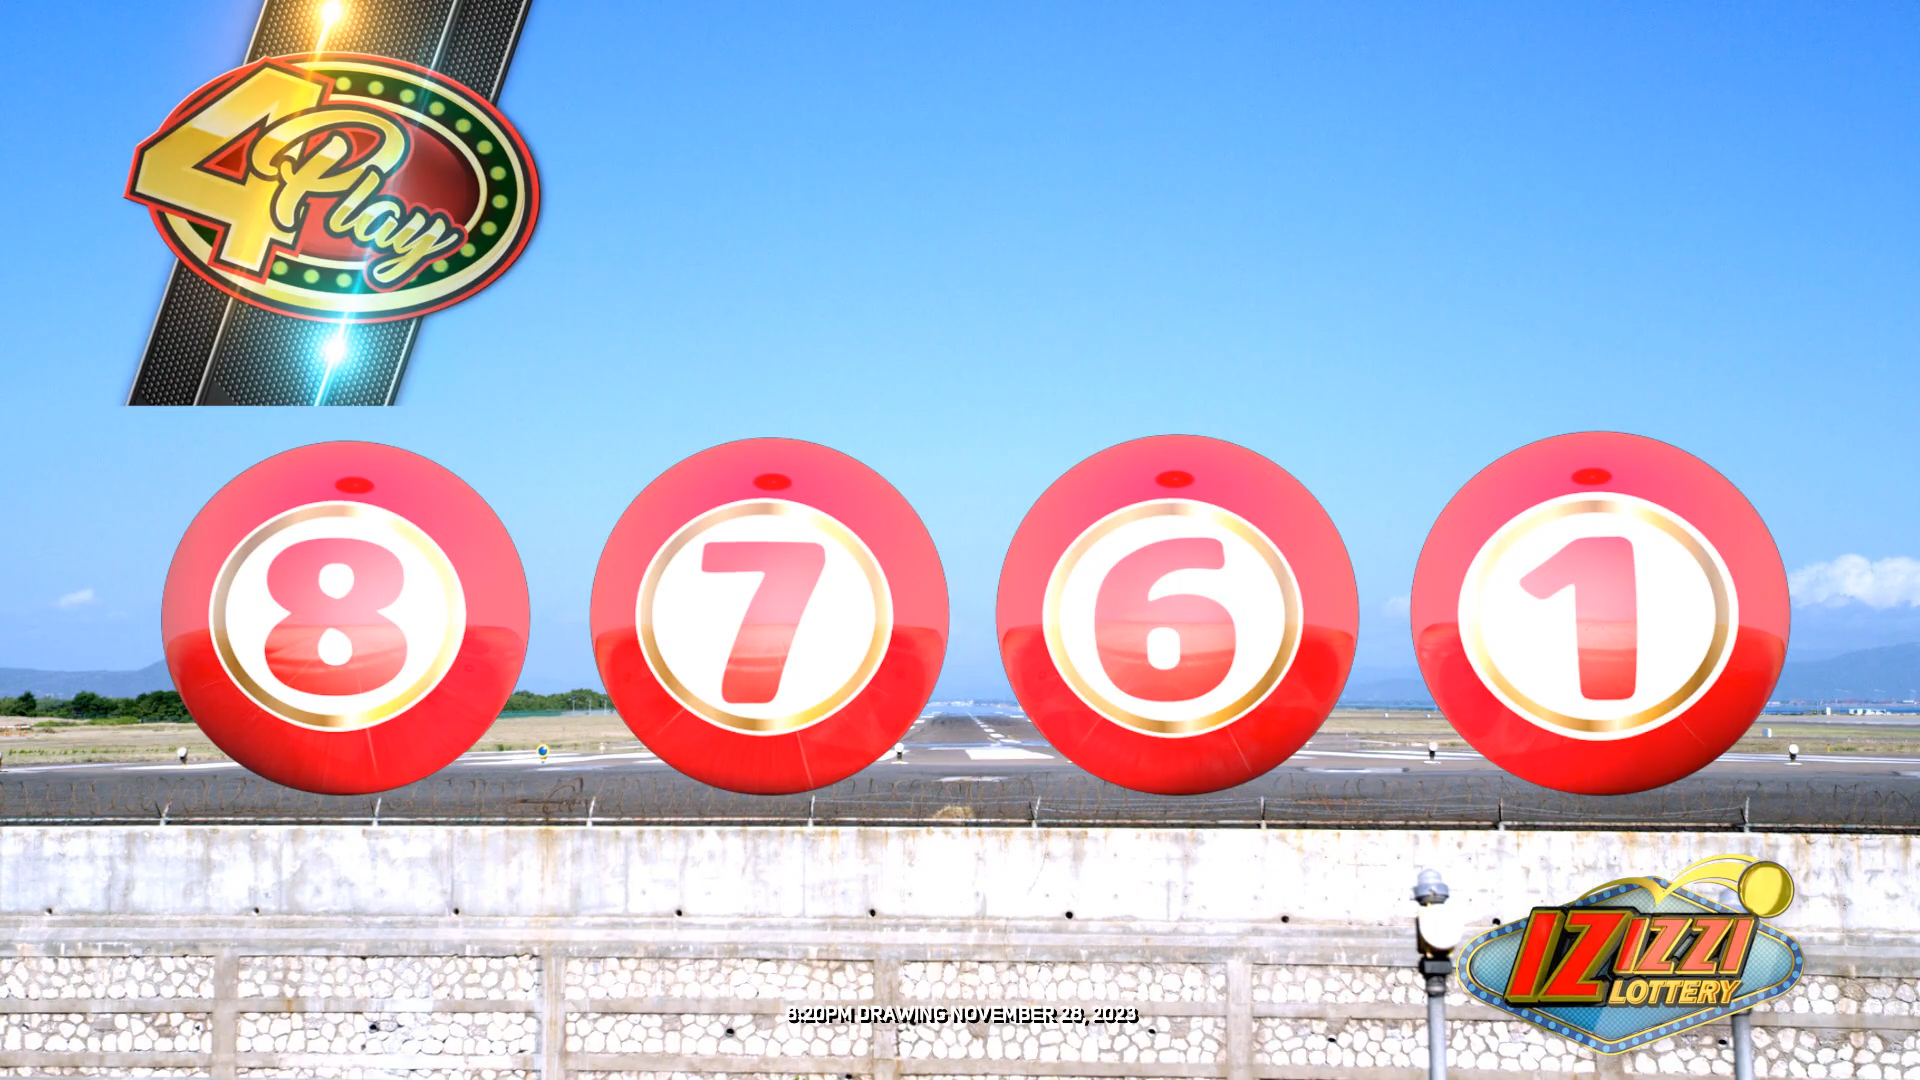 4Play
8 7 6 1
IZIZZI
LOTTERY
8:20PM DRAWING NOVEMBER 28, 2023